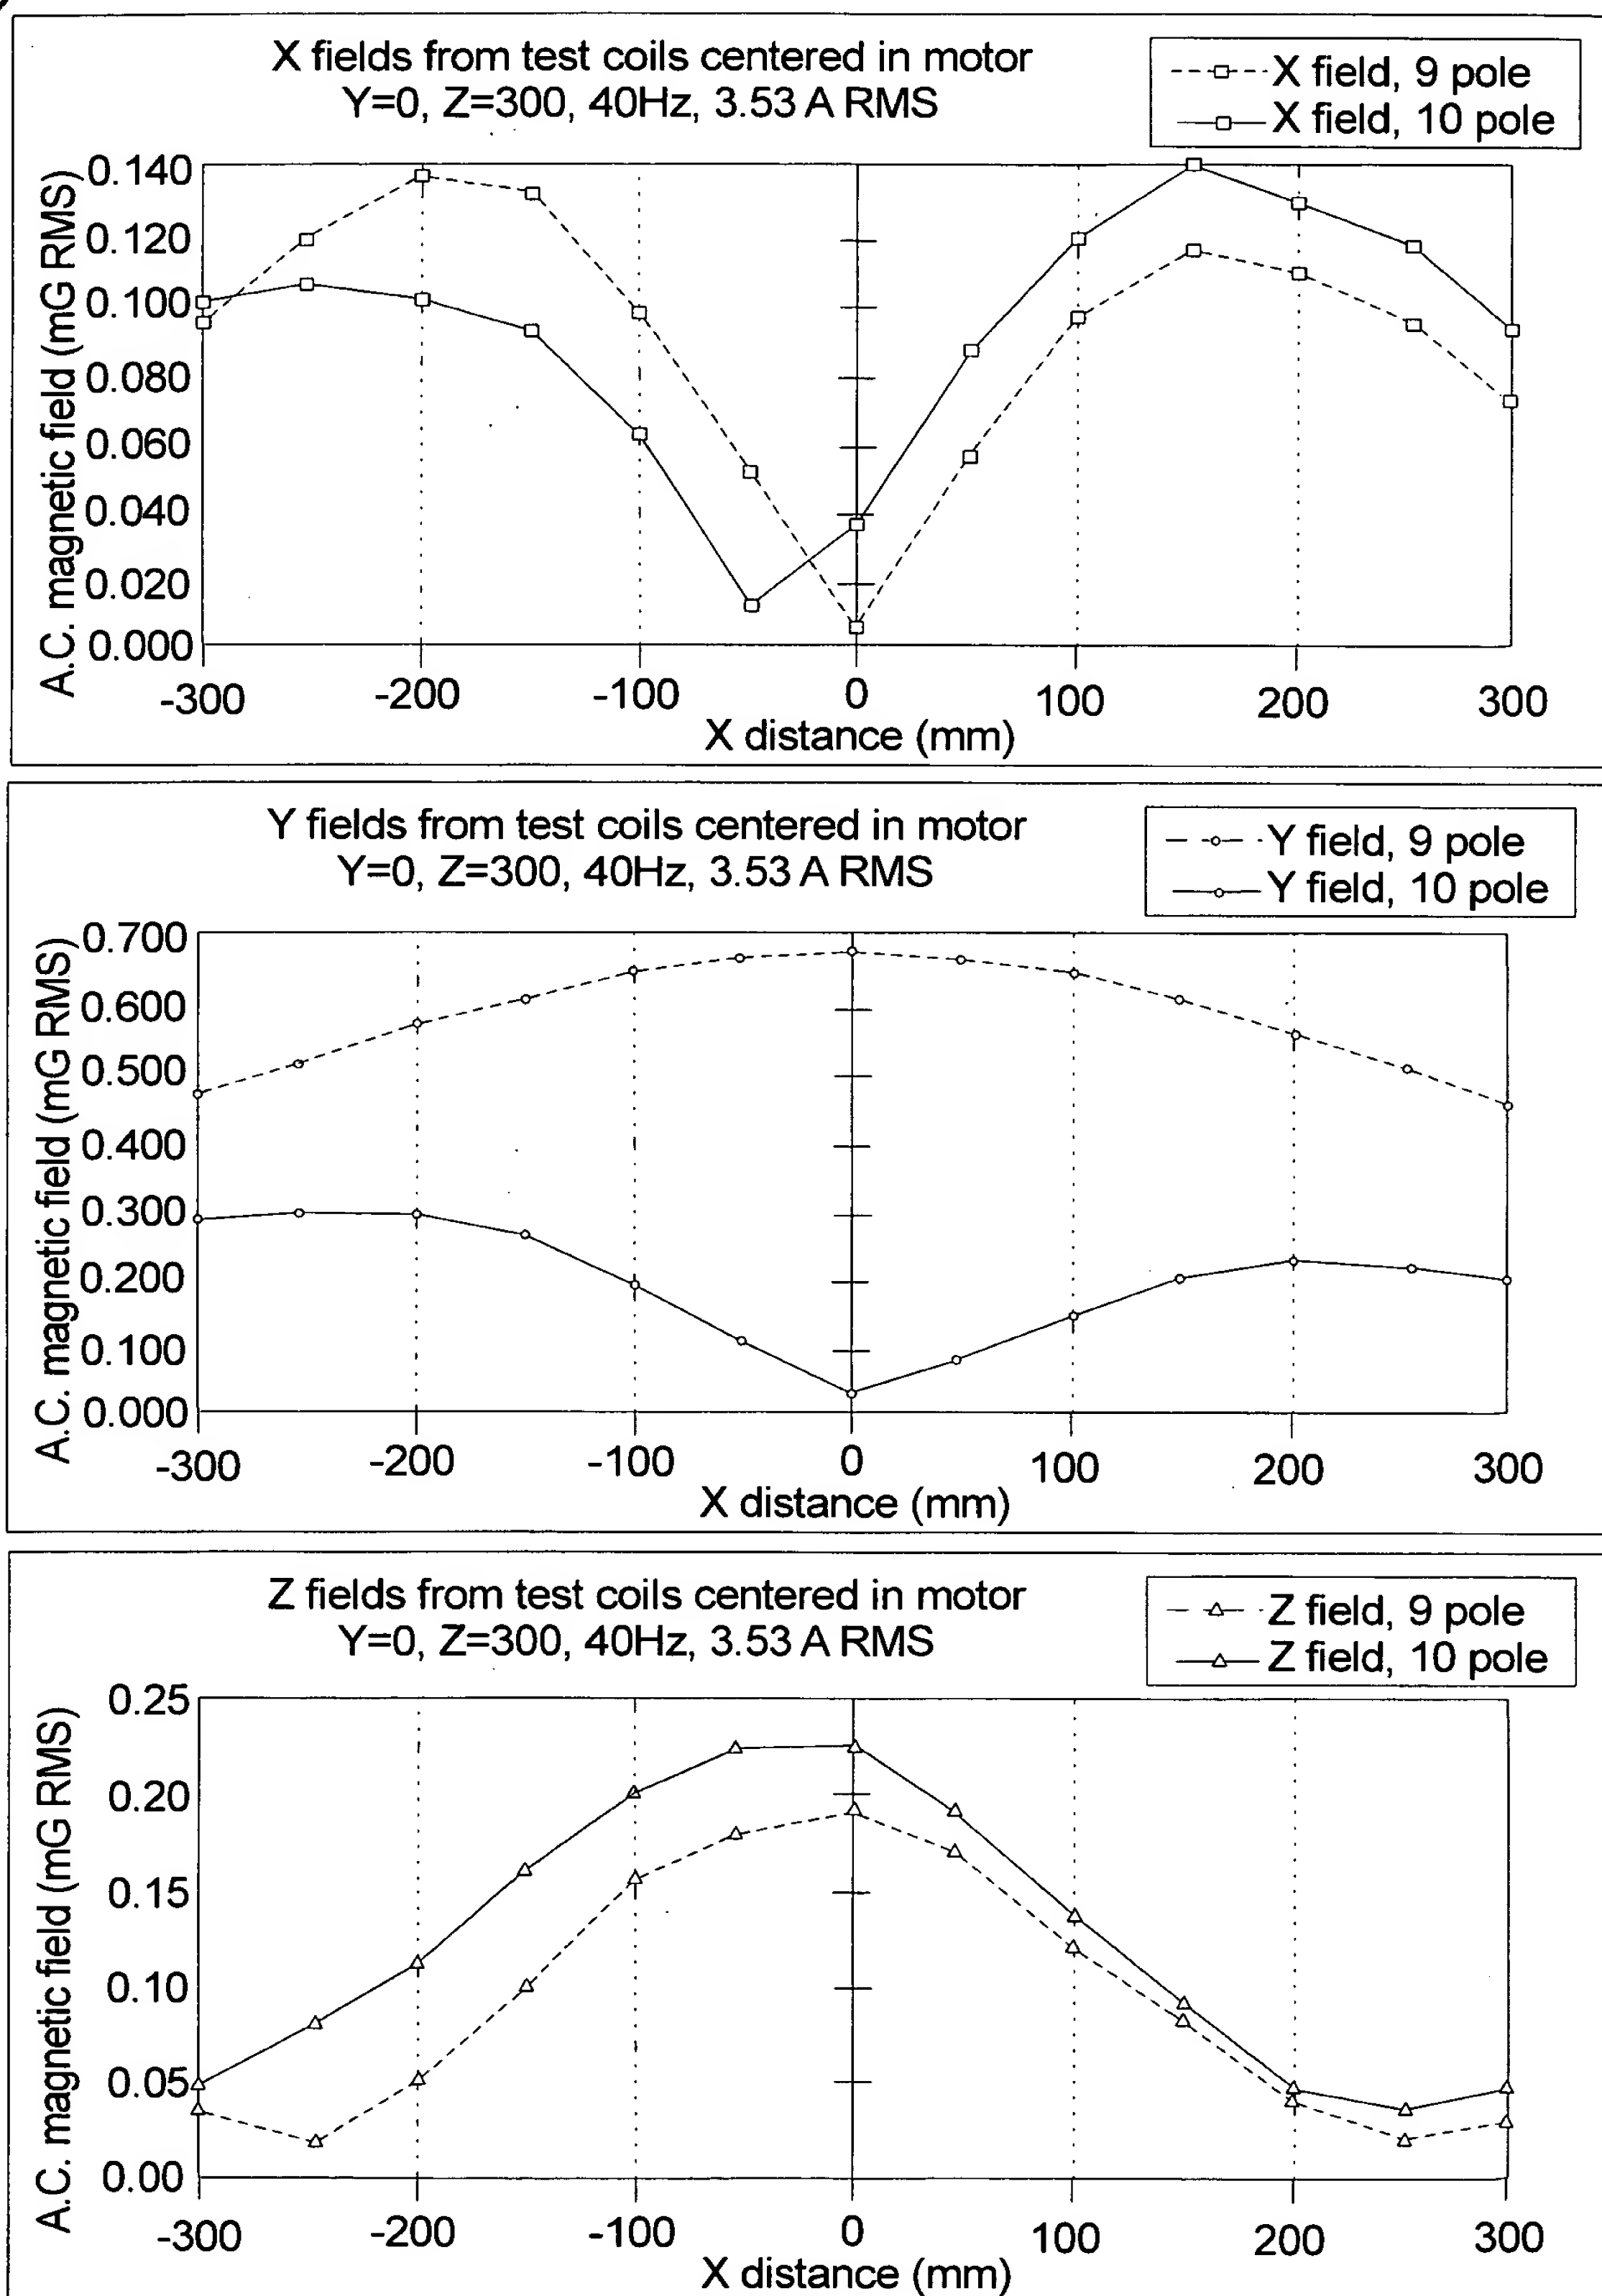 X fields from test coils centered in motor
Y=0, Z=300, 40Hz, 3.53 A RMS
X field, 9 pole
X field, 10 pole
A.C. magnetic field (mG RMS)
0.140
0.120
0.100
0.080
0.060
0.040
0.020
0.000
-300 -200 -100 0 100 200 300
X distance (mm)
Y fields from test coils centered in motor
Y=0, Z=300, 40Hz, 3.53 A RMS
Y field, 9 pole
Y field, 10 pole
A.C. magnetic field (mG RMS)
0.700
0.600
0.500
0.400
0.300
0.200
0.100
0.000
-300 -200 -100 0 100 200 300
X distance (mm)
Z fields from test coils centered in motor
Y=0, Z=300, 40Hz, 3.53 A RMS
Z field, 9 pole
Z field, 10 pole
A.C. magnetic field (mG RMS)
0.25
0.20
0.15
0.10
0.05
0.00
-300 -200 -100 0 100 200 300
X distance (mm)